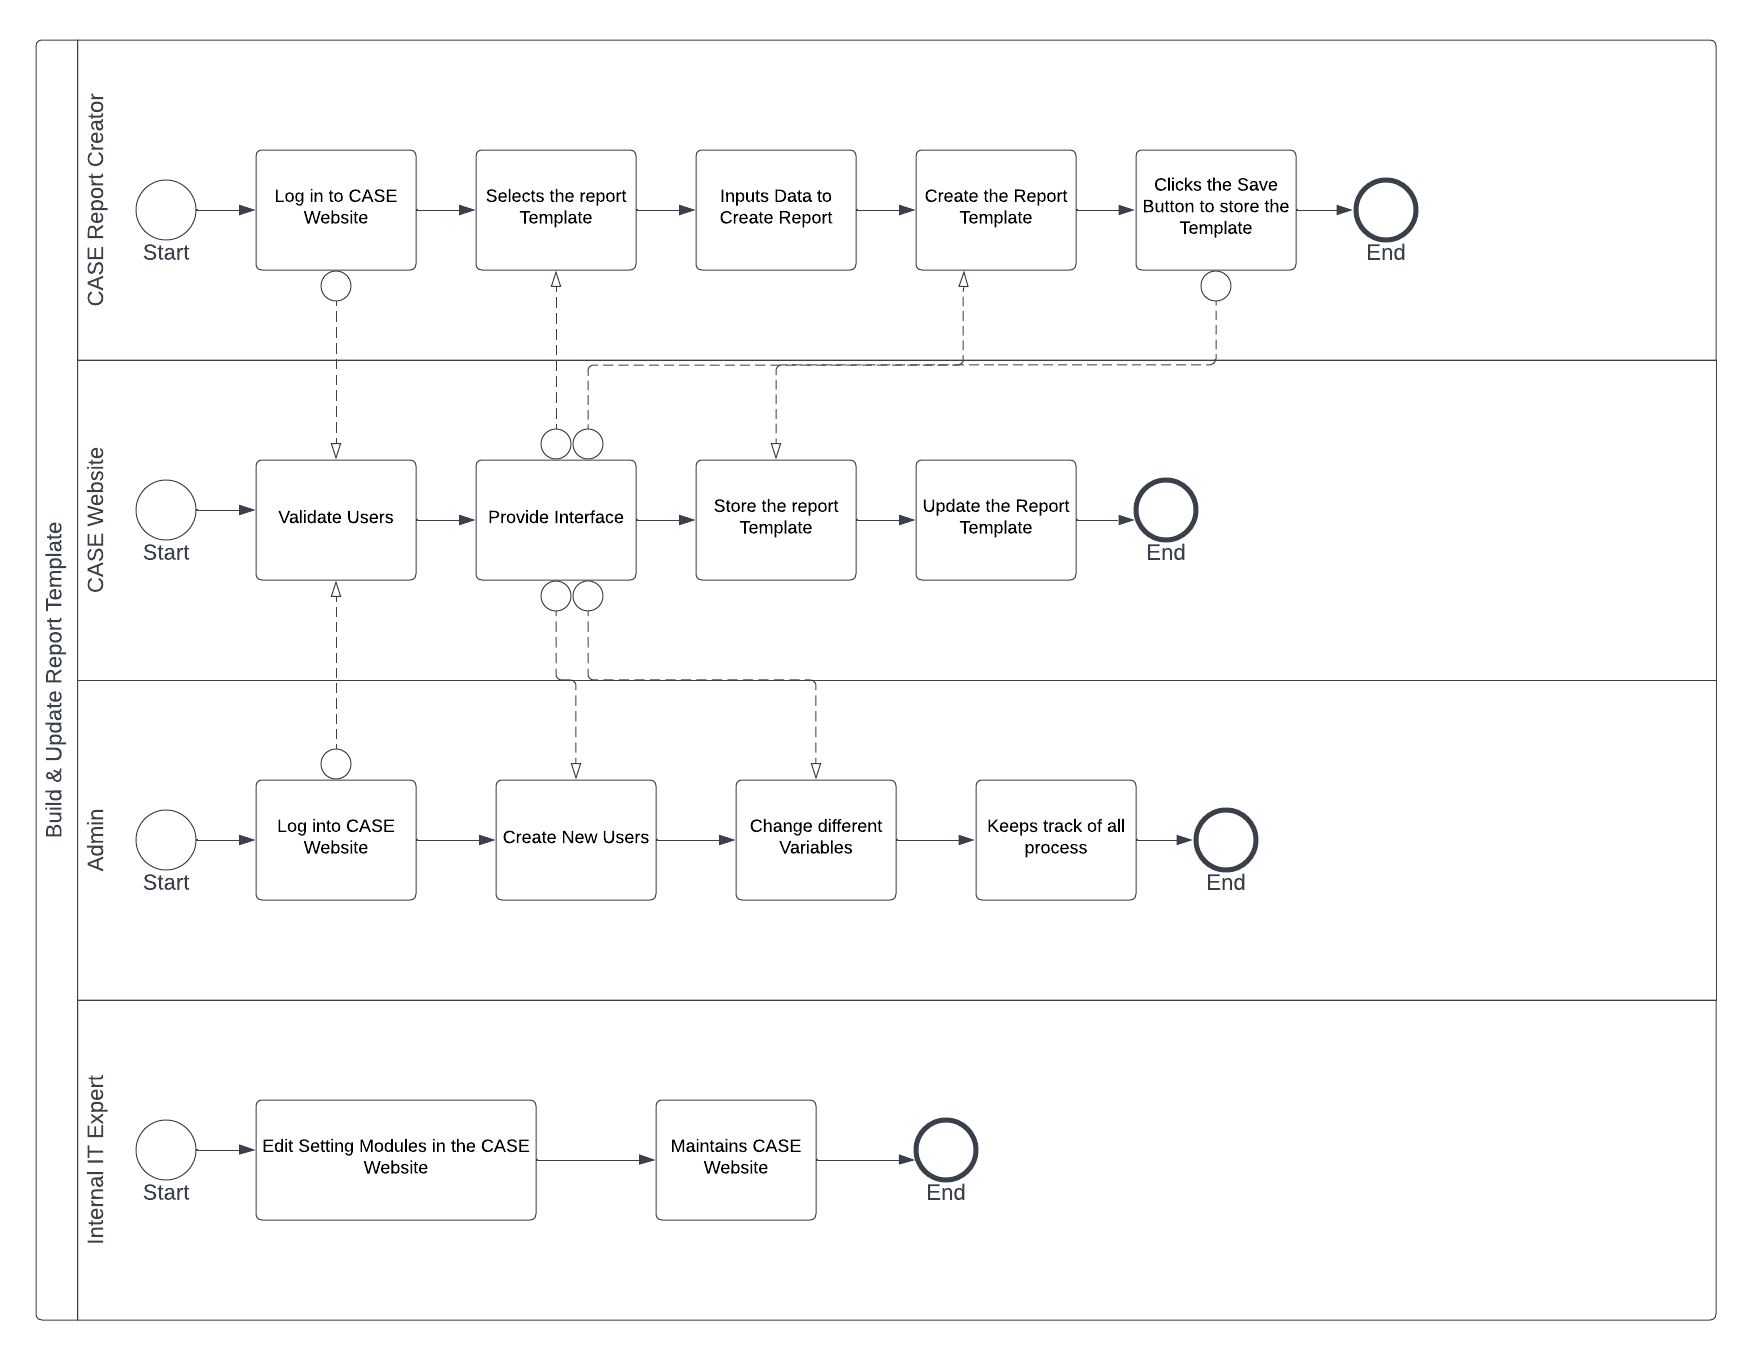 Build & Update Report Template
CASE Report Creator
Start
Log in to CASE
Website
Selects the report
Template
Inputs Data to
Create Report
Create the Report
Template
Clicks the Save
Button to store the
Template
End
CASE Website
Start
Validate Users
Provide Interface
Store the report
Template
Update the Report
Template
End
Admin
Start
Log into CASE
Website
Create New Users
Change different
Variables
Keeps track of all
process
End
Internal IT Expert
Start
Edit Setting Modules in the CASE
Website
Maintains CASE
Website
End